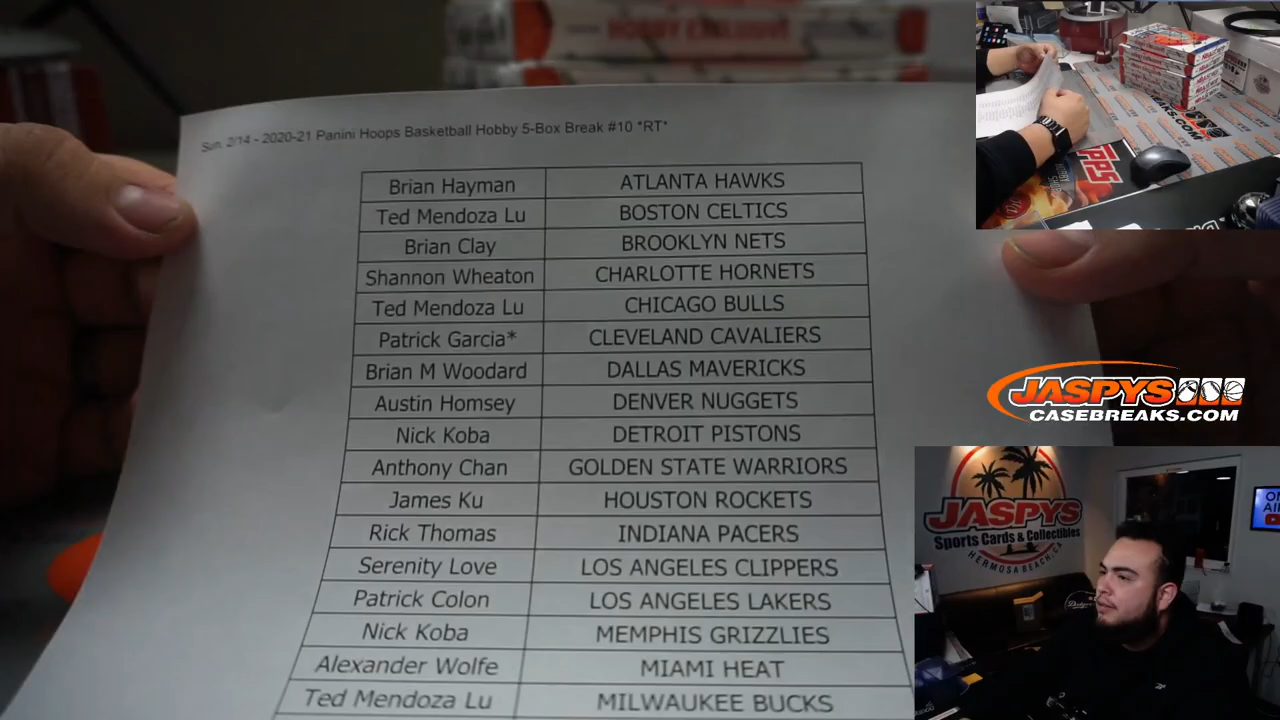 HOBBY EXCLUSIVE
Sun. 2/14 - 2020-21 Panini Hoops Basketball Hobby 5-Box Break #10 *RT*
Brian Hayman ATLANTA HAWKS
Ted Mendoza Lu BOSTON CELTICS
Brian Clay BROOKLYN NETS
Shannon Wheaton CHARLOTTE HORNETS
Ted Mendoza Lu CHICAGO BULLS
Patrick Garcia* CLEVELAND CAVALIERS
Brian M Woodard DALLAS MAVERICKS
Austin Homsey DENVER NUGGETS
Nick Koba DETROIT PISTONS
Anthony Chan GOLDEN STATE WARRIORS
James Ku HOUSTON ROCKETS
Rick Thomas INDIANA PACERS
Serenity Love LOS ANGELES CLIPPERS
Patrick Colon LOS ANGELES LAKERS
Nick Koba MEMPHIS GRIZZLIES
Alexander Wolfe MIAMI HEAT
Ted Mendoza Lu MILWAUKEE BUCKS
JASPYS
CASEBREAKS.COM
JASPYS
Sports Cards & Collectibles
HERMOSA BEACH, CA
ON
AIR